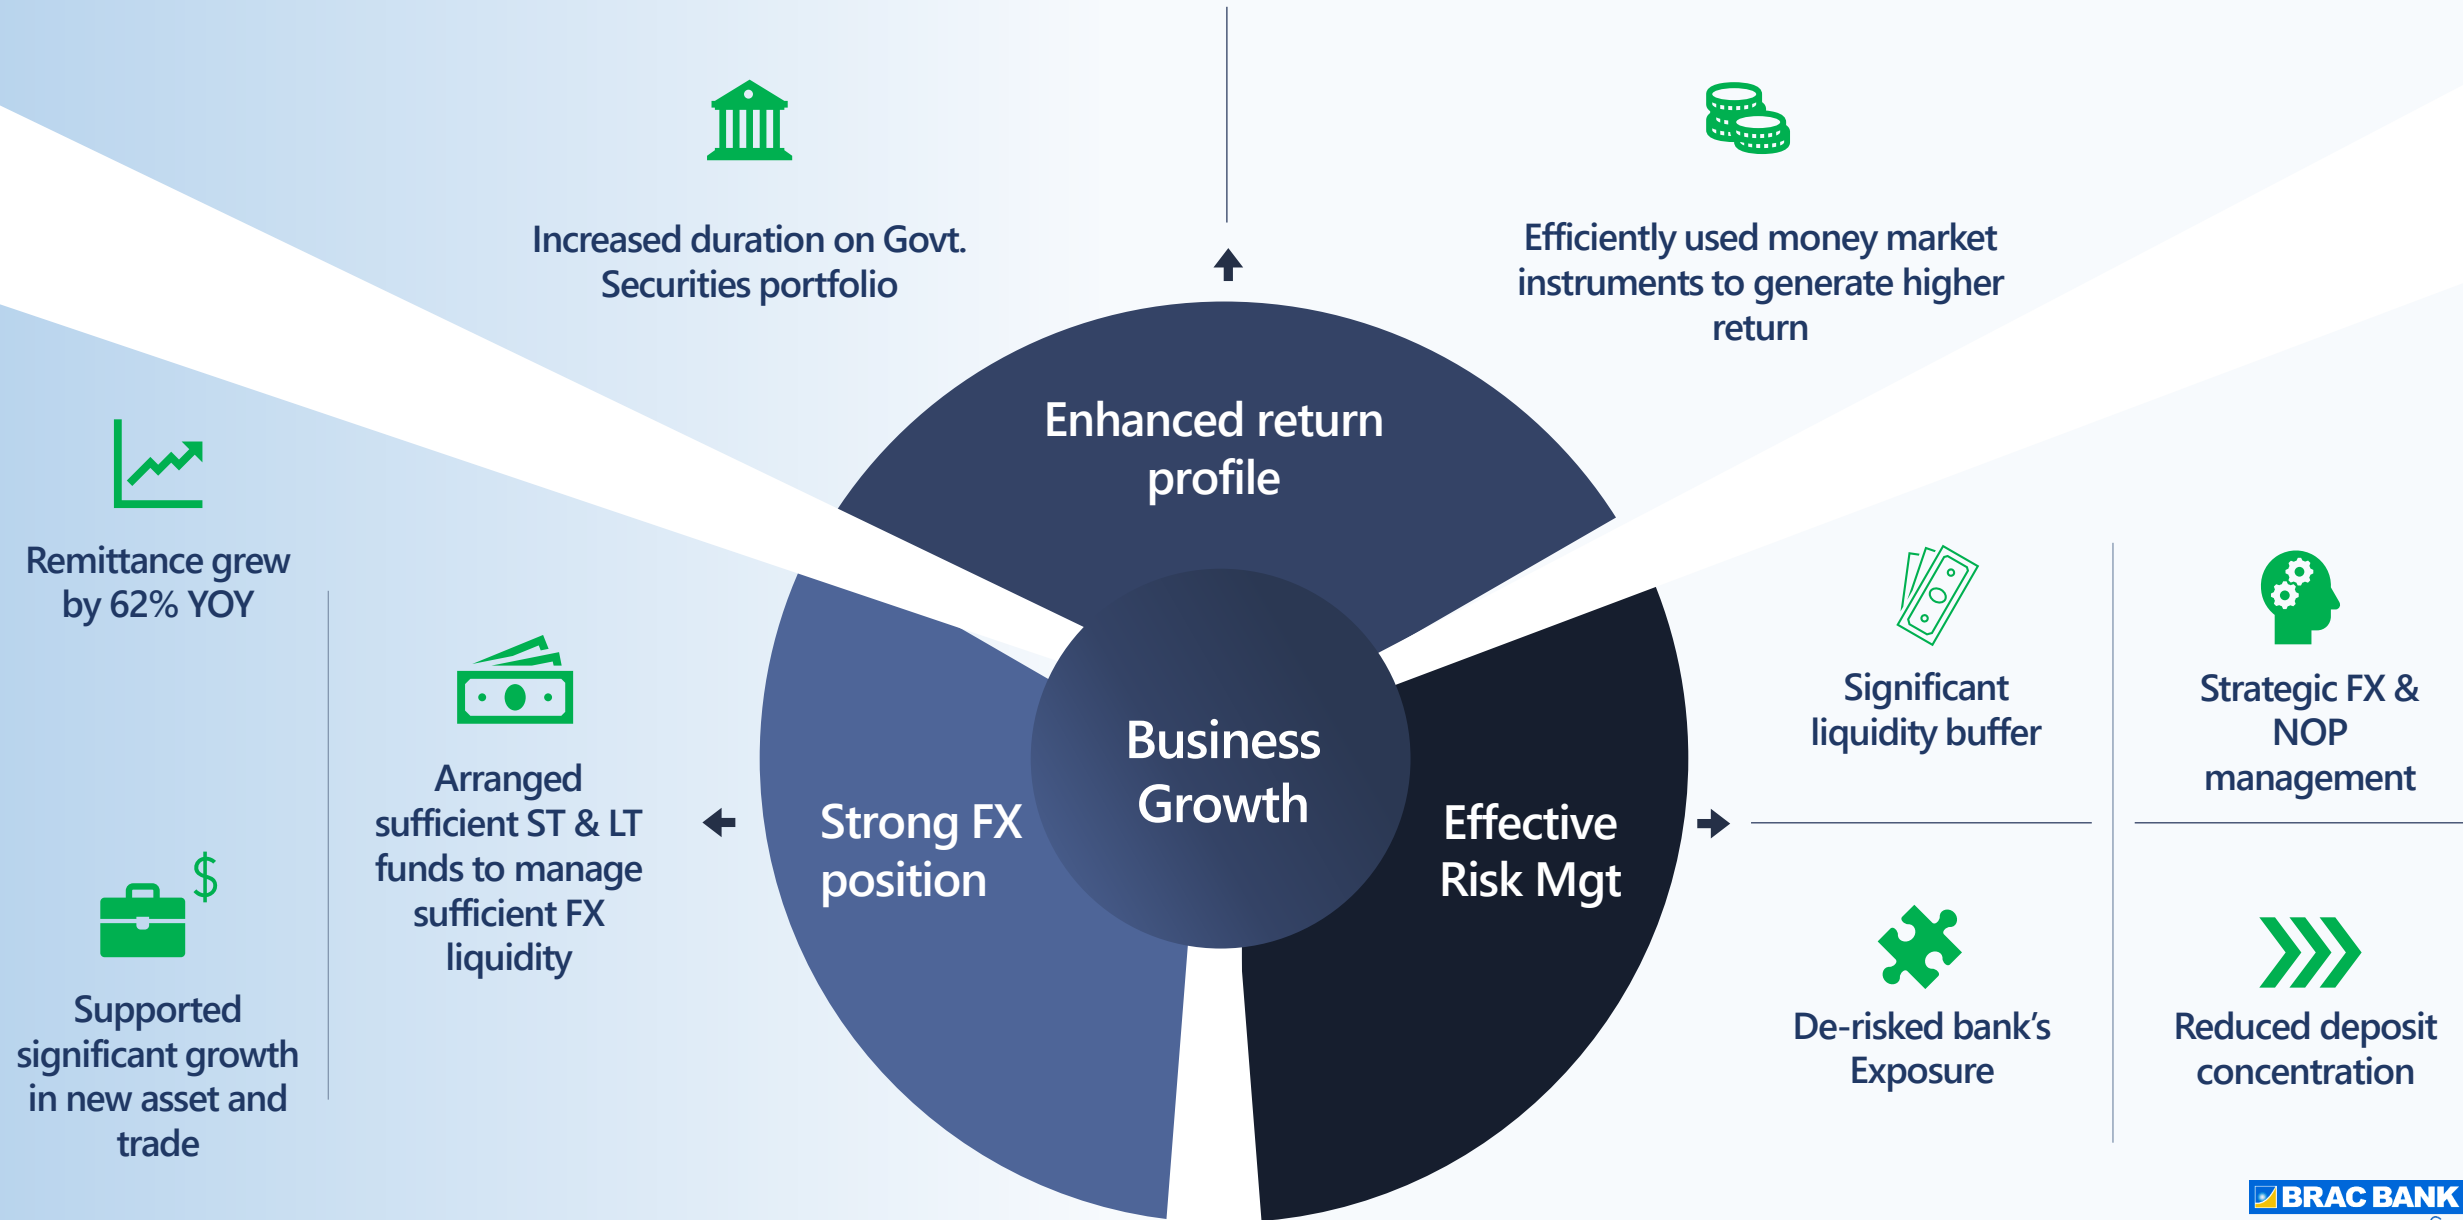 Increased duration on Govt.
Securities portfolio
Efficiently used money market
instruments to generate higher
return
Enhanced return
profile
Remittance grew
by 62% YOY
Arranged
sufficient ST & LT
funds to manage
sufficient FX
liquidity
Supported
significant growth
in new asset and
trade
Strong FX
position
Business
Growth
Effective
Risk Mgt
Significant
liquidity buffer
Strategic FX &
NOP
management
De-risked bank’s
Exposure
Reduced deposit
concentration
BRAC BANK